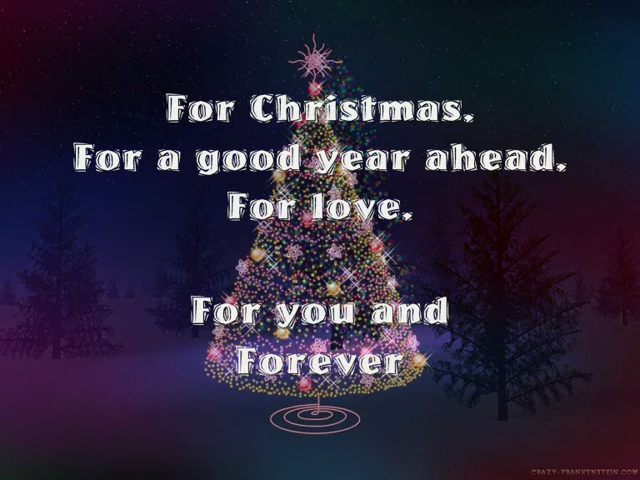 For Christmas.
For a good year ahead.
For love.
For you and
Forever
CRAZY-FRANKENSTEIN.COM